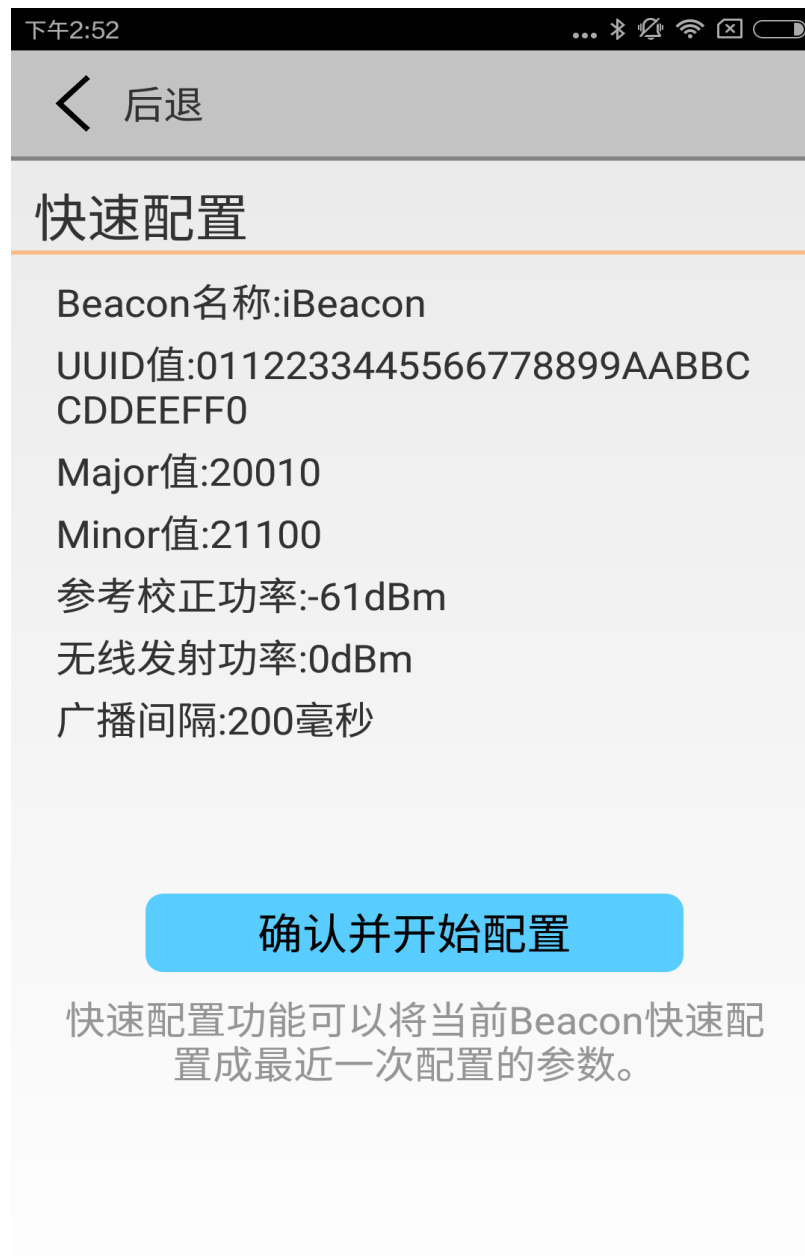 下午2:52
后退
快速配置
Beacon名称:iBeacon
UUID值:0112233445566778899AABBC
CDDEEFF0
Major值:20010
Minor值:21100
参考校正功率:-61dBm
无线发射功率:0dBm
广播间隔:200毫秒
确认并开始配置
快速配置功能可以将当前Beacon快速配
置成最近一次配置的参数。